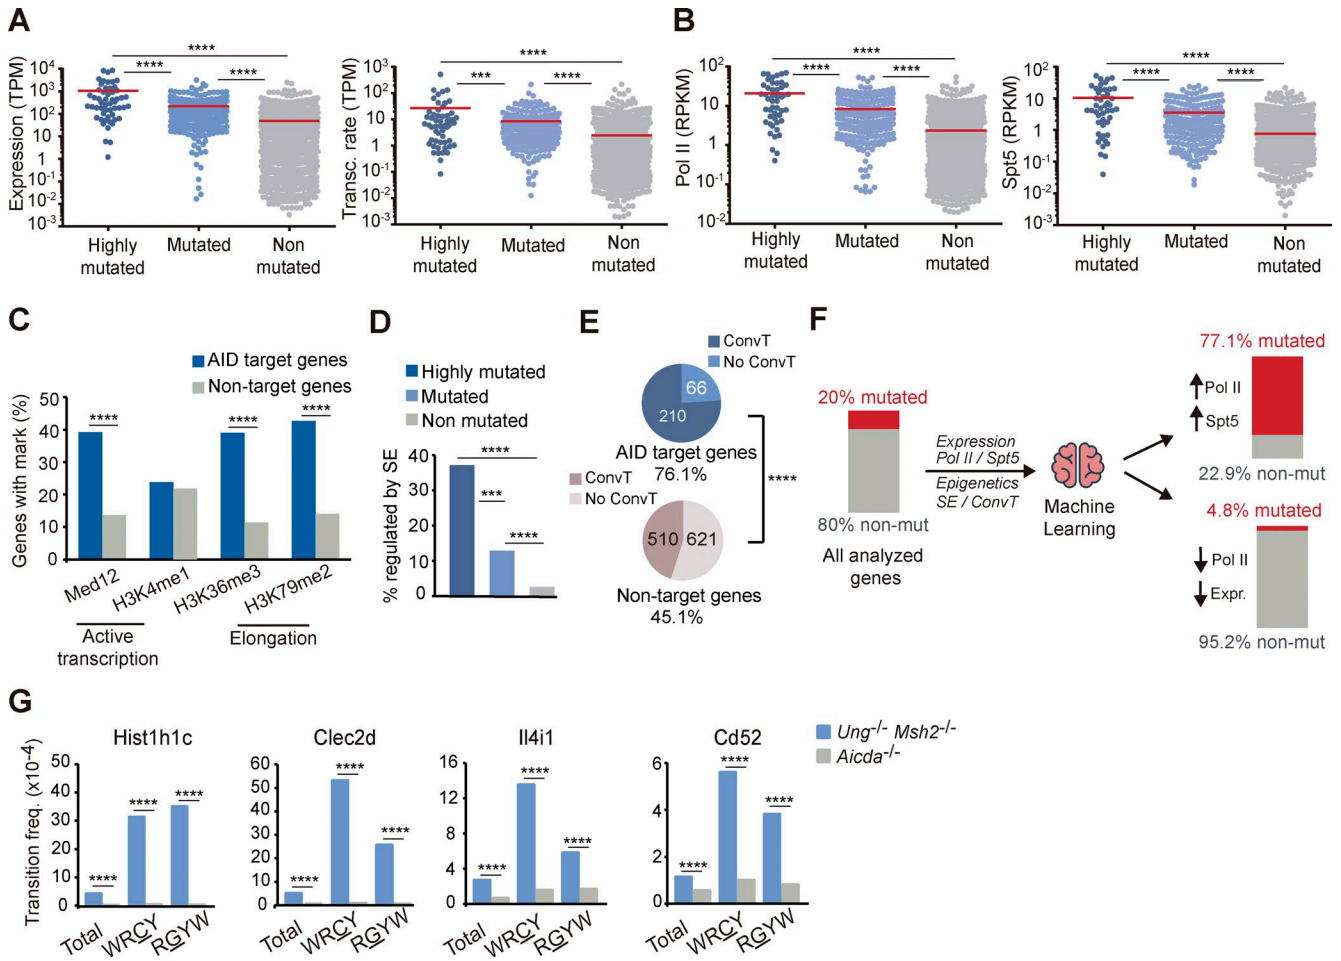 A
B
****
****
****
Expression (TPM)
10^4
10^3
10^2
10
1
10^-1
10^-2
10^-3
Highly
mutated
Mutated
Non
mutated
****
***
****
Transc. rate (TPM)
10^3
10^2
10
1
10^-1
10^-2
10^-3
Highly
mutated
Mutated
Non
mutated
****
****
****
Pol II (RPKM)
10^2
10
1
10^-1
10^-2
Highly
mutated
Mutated
Non
mutated
****
****
****
Spt5 (RPKM)
10^2
10
1
10^-1
10^-2
10^-3
Highly
mutated
Mutated
Non
mutated
C
AID target genes
Non-target genes
Genes with mark (%)
50
40
30
20
10
0
****
****
****
Med12
H3K4me1
H3K36me3
H3K79me2
Active
transcription
Elongation
D
Highly mutated
Mutated
Non mutated
% regulated by SE
40
30
20
10
0
****
***
****
E
ConvT
No ConvT
66
210
AID target genes
76.1%
ConvT
No ConvT
510
621
Non-target genes
45.1%
****
F
20% mutated
80% non-mut
All analyzed
genes
Expression
Pol II / Spt5
Epigenetics
SE / ConvT
Machine
Learning
77.1% mutated
Pol II
Spt5
22.9% non-mut
4.8% mutated
Pol II
Expr.
95.2% non-mut
G
Transition freq. (x10^-4)
Hist1h1c
50
40
30
20
10
0
****
****
****
Total
WRCY
RGYW
Clec2d
60
50
40
30
20
10
0
****
****
****
Total
WRCY
RGYW
Il4i1
16
12
8
4
0
****
****
****
Total
WRCY
RGYW
Cd52
6
4
2
0
****
****
****
Total
WRCY
RGYW
Ung^-/- Msh2^-/-
Aicda^-/-